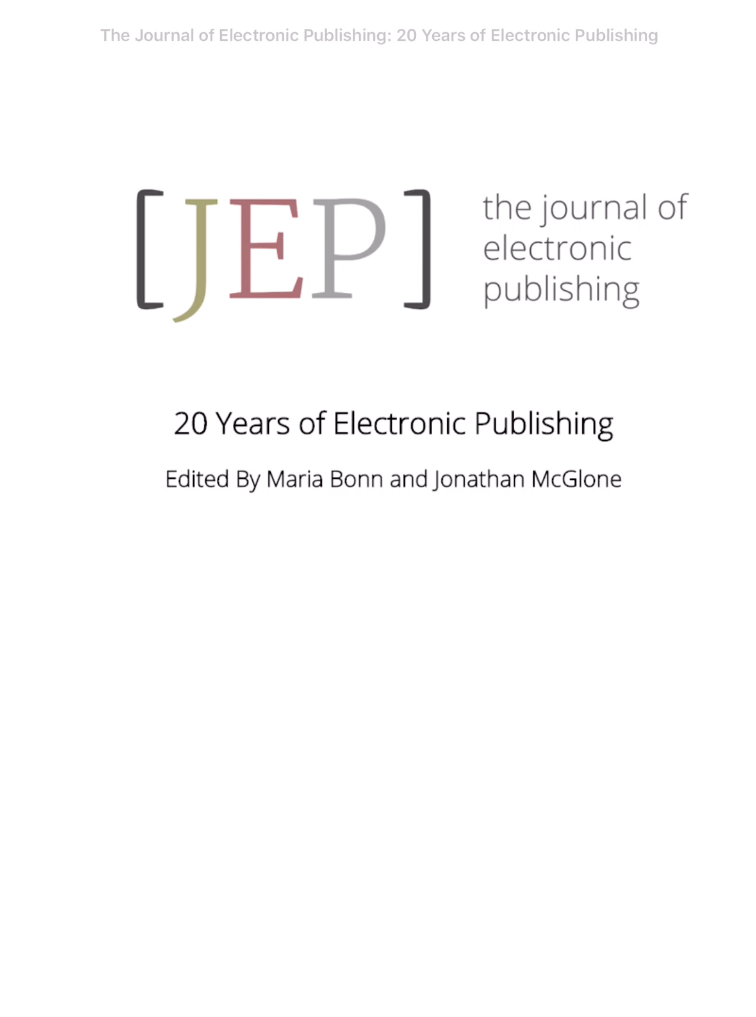 The Journal of Electronic Publishing: 20 Years of Electronic Publishing
[JEP]
the journal of
electronic
publishing
20 Years of Electronic Publishing
Edited By Maria Bonn and Jonathan McGlone